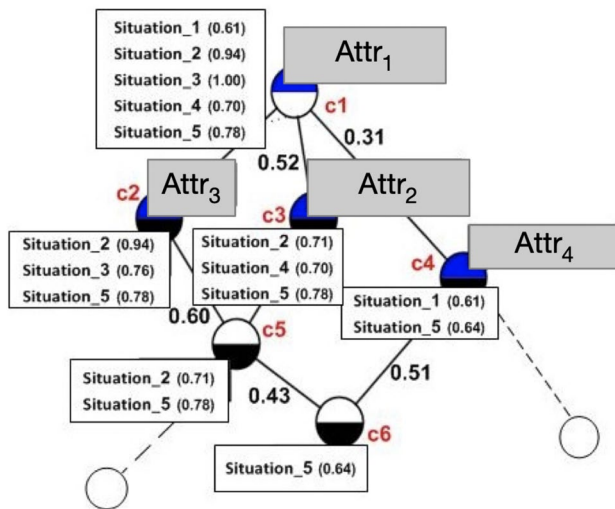 Situation_1 (0.61)
Situation_2 (0.94)
Situation_3 (1.00)
Situation_4 (0.70)
Situation_5 (0.78)
Attr1
c1
0.31
0.52
c2
Attr3
c3
Attr2
Situation_2 (0.94)
Situation_3 (0.76)
Situation_5 (0.78)
Situation_2 (0.71)
Situation_4 (0.70)
Situation_5 (0.78)
c4
Attr4
Situation_1 (0.61)
Situation_5 (0.64)
0.60
c5
Situation_2 (0.71)
Situation_5 (0.78)
0.43
0.51
c6
Situation_5 (0.64)